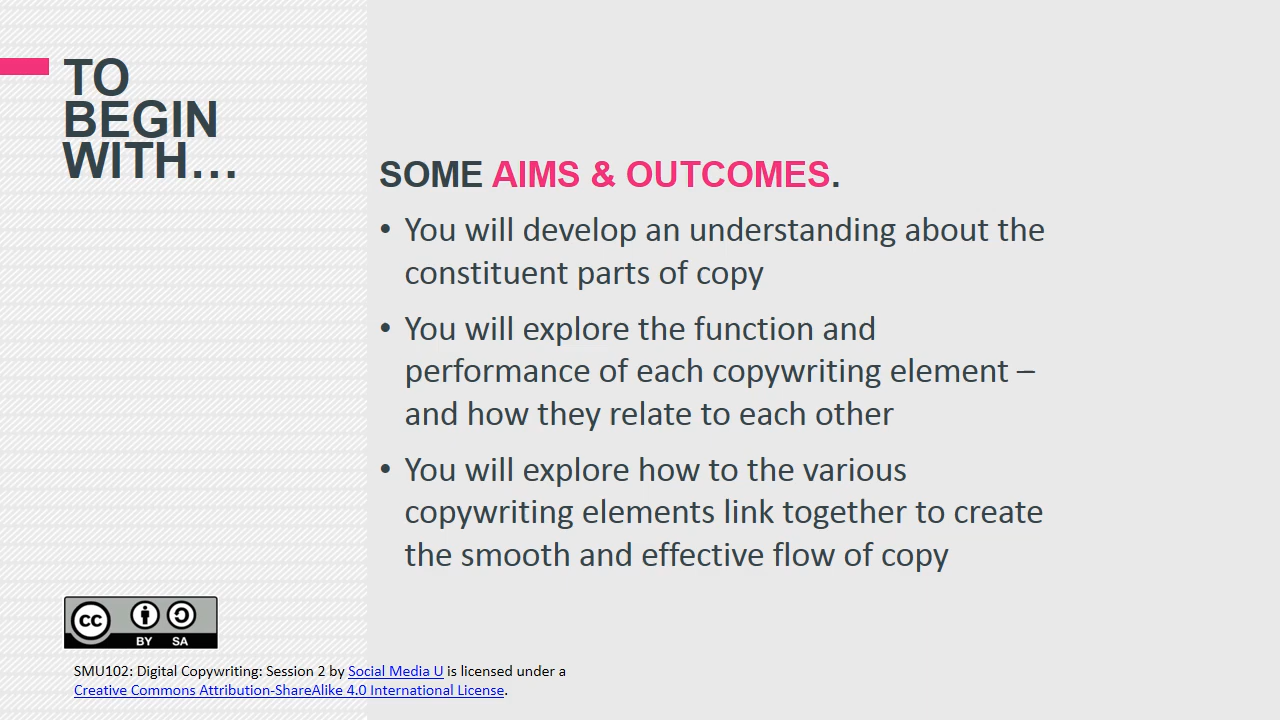 TO
BEGIN
WITH…
SOME AIMS & OUTCOMES.
• You will develop an understanding about the
constituent parts of copy
• You will explore the function and
performance of each copywriting element –
and how they relate to each other
• You will explore how to the various
copywriting elements link together to create
the smooth and effective flow of copy
CC
BY SA
SMU102: Digital Copywriting: Session 2 by Social Media U is licensed under a
Creative Commons Attribution-ShareAlike 4.0 International License.